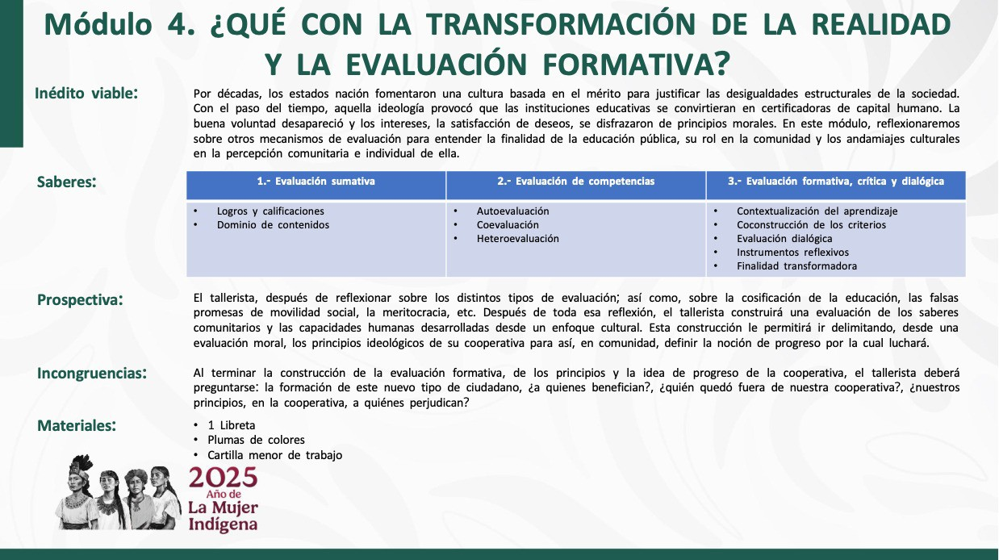 Módulo 4. ¿QUÉ CON LA TRANSFORMACIÓN DE LA REALIDAD
Y LA EVALUACIÓN FORMATIVA?
Inédito viable:
Por décadas, los estados nación fomentaron una cultura basada en el mérito para justificar las desigualdades estructurales de la sociedad.
Con el paso del tiempo, aquella ideología provocó que las instituciones educativas se convirtieran en certificadoras de capital humano. La
buena voluntad desapareció y los intereses, la satisfacción de deseos, se disfrazaron de principios morales. En este módulo, reflexionaremos
sobre otros mecanismos de evaluación para entender la finalidad de la educación pública, su rol en la comunidad y los andamiajes culturales
en la percepción comunitaria e individual de ella.
Saberes:
1.- Evaluación sumativa
2.- Evaluación de competencias
3.- Evaluación formativa, crítica y dialógica
• Logros y calificaciones
• Dominio de contenidos
• Autoevaluación
• Coevaluación
• Heteroevaluación
• Contextualización del aprendizaje
• Coconstrucción de los criterios
• Evaluación dialógica
• Instrumentos reflexivos
• Finalidad transformadora
Prospectiva:
El tallerista, después de reflexionar sobre los distintos tipos de evaluación; así como, sobre la cosificación de la educación, las falsas
promesas de movilidad social, la meritocracia, etc. Después de toda esa reflexión, el tallerista construirá una evaluación de los saberes
comunitarios y las capacidades humanas desarrolladas desde un enfoque cultural. Esta construcción le permitirá ir delimitando, desde una
evaluación moral, los principios ideológicos de su cooperativa para así, en comunidad, definir la noción de progreso por la cual luchará.
Incongruencias:
Al terminar la construcción de la evaluación formativa, de los principios y la idea de progreso de la cooperativa, el tallerista deberá
preguntarse: la formación de este nuevo tipo de ciudadano, ¿a quienes benefician?, ¿quién quedó fuera de nuestra cooperativa?, ¿nuestros
principios, en la cooperativa, a quiénes perjudican?
Materiales:
• 1 Libreta
• Plumas de colores
• Cartilla menor de trabajo
2025
Año de
La Mujer
Indígena